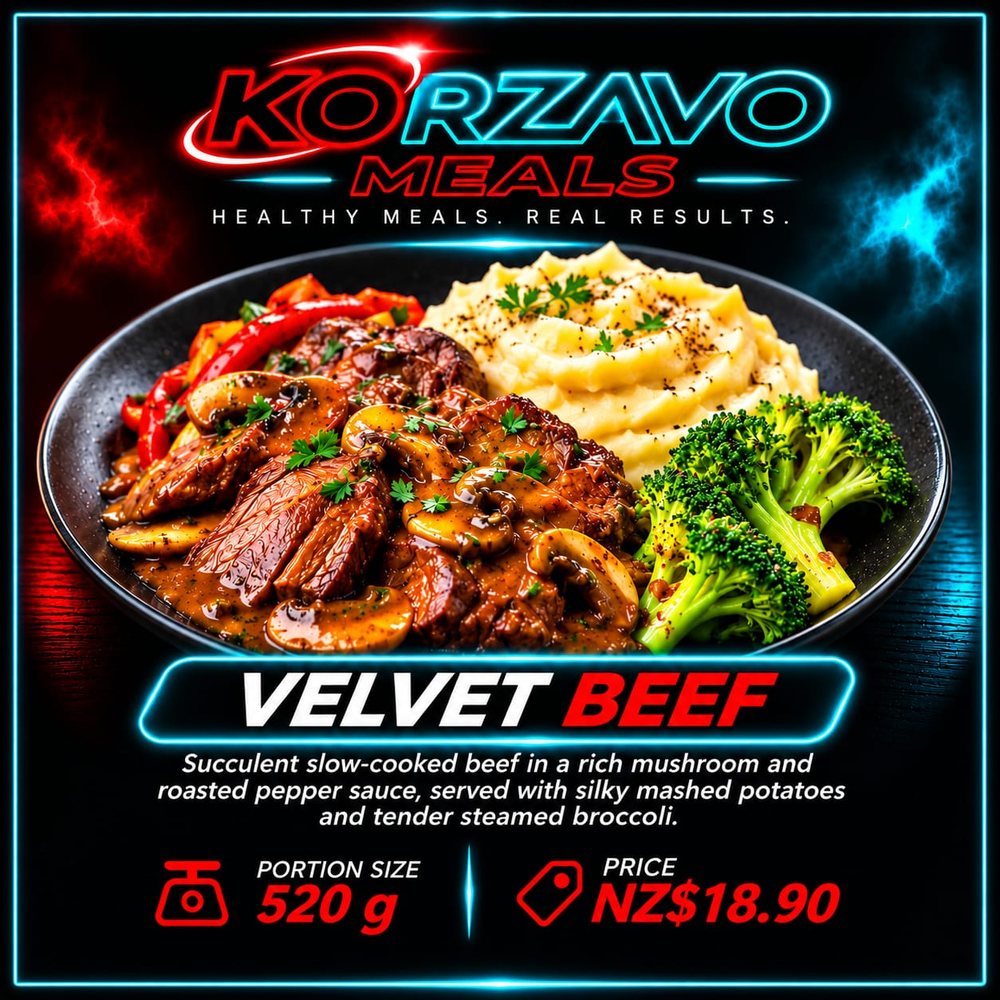 KORZAVO
MEALS
HEALTHY MEALS. REAL RESULTS.
VELVET BEEF
Succulent slow-cooked beef in a rich mushroom and
roasted pepper sauce, served with silky mashed potatoes
and tender steamed broccoli.
PORTION SIZE
520 g
PRICE
NZ$18.90